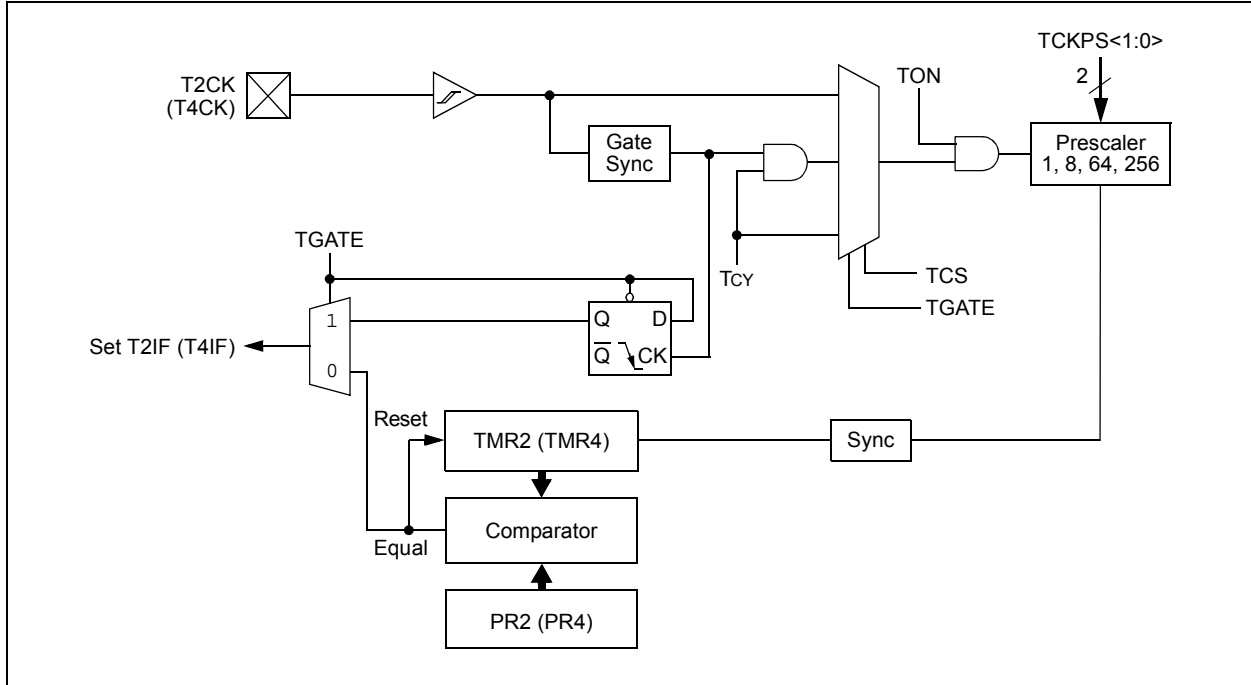 TCKPS<1:0>
2
T2CK
(T4CK)
TON
Gate
Sync
Prescaler
1, 8, 64, 256
TGATE
TCY
TCS
TGATE
1
Q
D
Set T2IF (T4IF)
Q
CK
0
Reset
TMR2 (TMR4)
Sync
Comparator
Equal
PR2 (PR4)